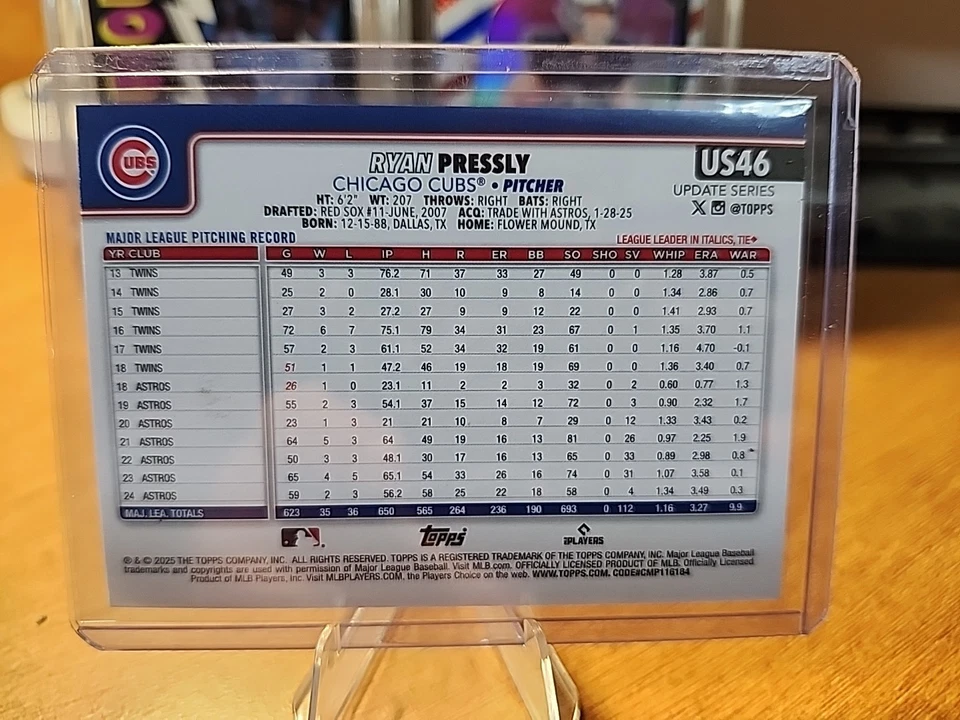 CUBS
RYAN PRESSLY
US46
CHICAGO CUBS® • PITCHER
UPDATE SERIES
HT: 6'2" WT: 207 THROWS: RIGHT BATS: RIGHT
X @TOPPS
DRAFTED: RED SOX #11-JUNE, 2007 ACQ: TRADE WITH ASTROS, 1-28-25
BORN: 12-15-88, DALLAS, TX HOME: FLOWER MOUND, TX
MAJOR LEAGUE PITCHING RECORD
LEAGUE LEADER IN ITALICS, TIE♦
YR CLUB G W L IP H R ER BB SO SHO SV WHIP ERA WAR
13 TWINS 49 3 3 76.2 71 37 33 27 49 0 0 1.28 3.87 0.5
14 TWINS 25 2 0 28.1 30 10 9 8 14 0 0 1.34 2.86 0.7
15 TWINS 27 3 2 27.2 27 9 9 12 22 0 0 1.41 2.93 0.7
16 TWINS 72 6 7 75.1 79 34 31 23 67 0 1 1.35 3.70 1.1
17 TWINS 57 2 3 61.1 52 34 32 19 61 0 0 1.16 4.70 -0.1
18 TWINS 51 1 1 47.2 46 19 18 19 69 0 0 1.36 3.40 0.7
18 ASTROS 26 1 0 23.1 11 2 2 3 32 0 2 0.60 0.77 1.3
19 ASTROS 55 2 3 54.1 37 15 14 12 72 0 3 0.90 2.32 1.7
20 ASTROS 23 1 3 21 21 10 8 7 29 0 12 1.33 3.43 0.2
21 ASTROS 64 5 3 64 49 19 16 13 81 0 26 0.97 2.25 1.9
22 ASTROS 50 3 3 48.1 30 17 16 13 65 0 33 0.89 2.98 0.8
23 ASTROS 65 4 5 65.1 54 33 26 16 74 0 31 1.07 3.58 0.1
24 ASTROS 59 2 3 56.2 58 25 22 18 58 0 4 1.34 3.49 0.3
MAJ. LEA. TOTALS 623 35 36 650 565 264 236 190 693 0 112 1.16 3.27 9.9
Topps
PLAYERS
® & © 2025 THE TOPPS COMPANY, INC. ALL RIGHTS RESERVED. TOPPS IS A REGISTERED TRADEMARK OF THE TOPPS COMPANY, INC. Major League Baseball
trademarks and copyrights are used with permission of Major League Baseball. Visit MLB.com. OFFICIALLY LICENSED PRODUCT OF MLB. Officially Licensed
Product of MLB Players, Inc. Visit MLBPLAYERS.COM, the Players Choice on the web. WWW.TOPPS.COM. CODE#CMP116184